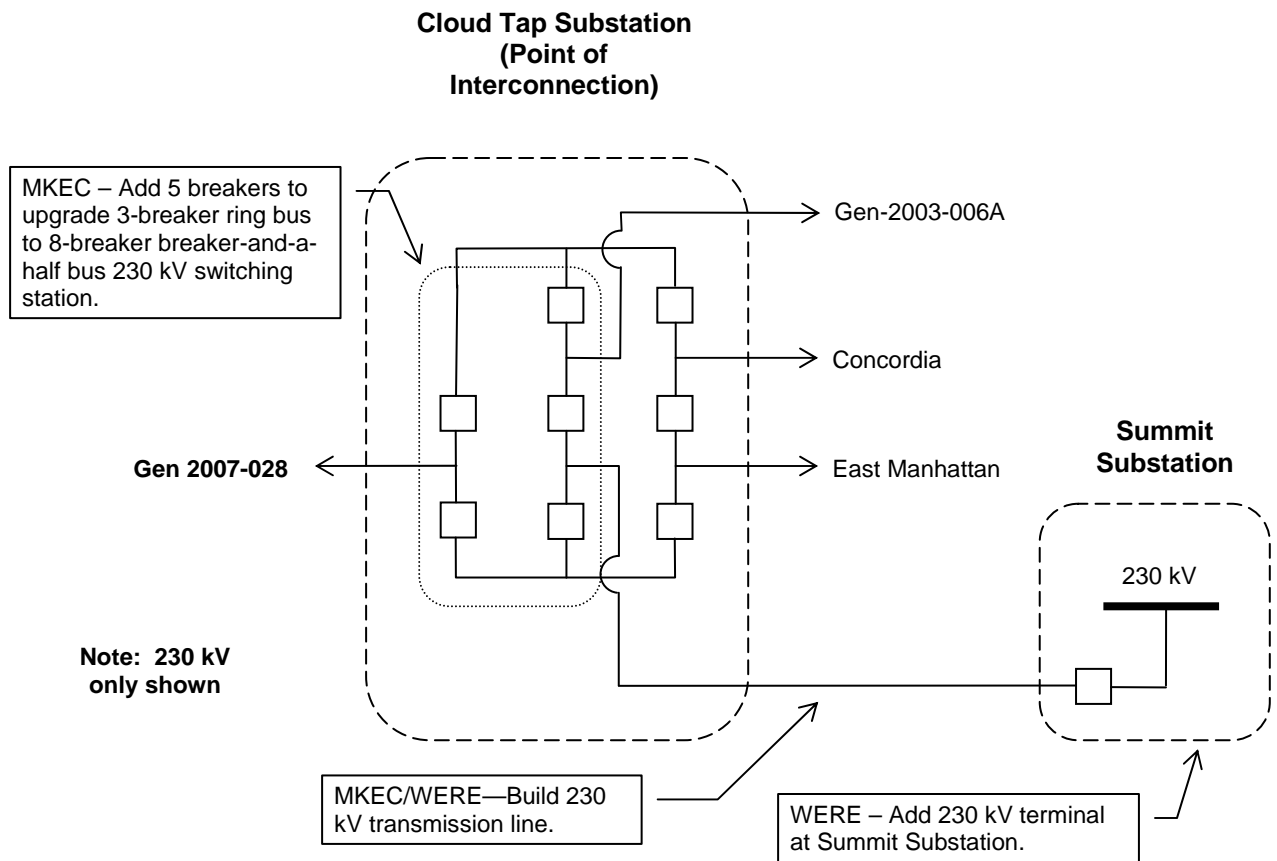 Cloud Tap Substation
(Point of
Interconnection)
MKEC – Add 5 breakers to
upgrade 3-breaker ring bus
to 8-breaker breaker-and-a-
half bus 230 kV switching
station.
Gen-2003-006A
Concordia
Gen 2007-028
East Manhattan
Summit
Substation
230 kV
Note:  230 kV
only shown
MKEC/WERE—Build 230
kV transmission line.
WERE – Add 230 kV terminal
at Summit Substation.